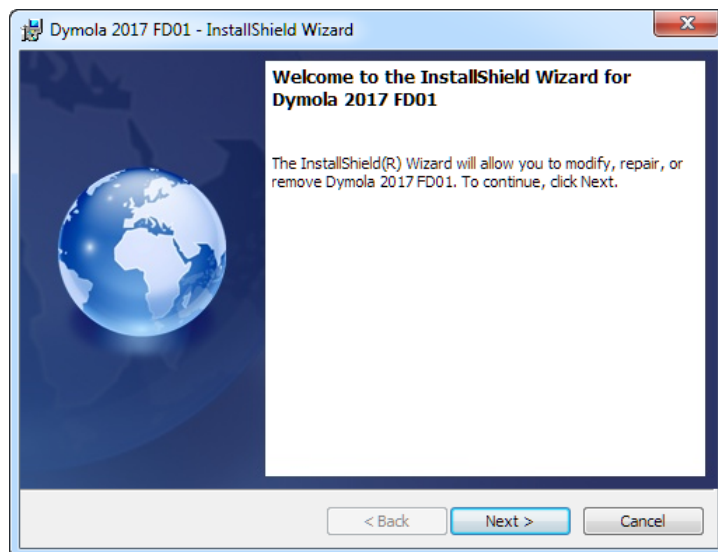 Dymola 2017 FD01 - InstallShield Wizard
Welcome to the InstallShield Wizard for
Dymola 2017 FD01
The InstallShield(R) Wizard will allow you to modify, repair, or
remove Dymola 2017 FD01. To continue, click Next.
< Back Next > Cancel